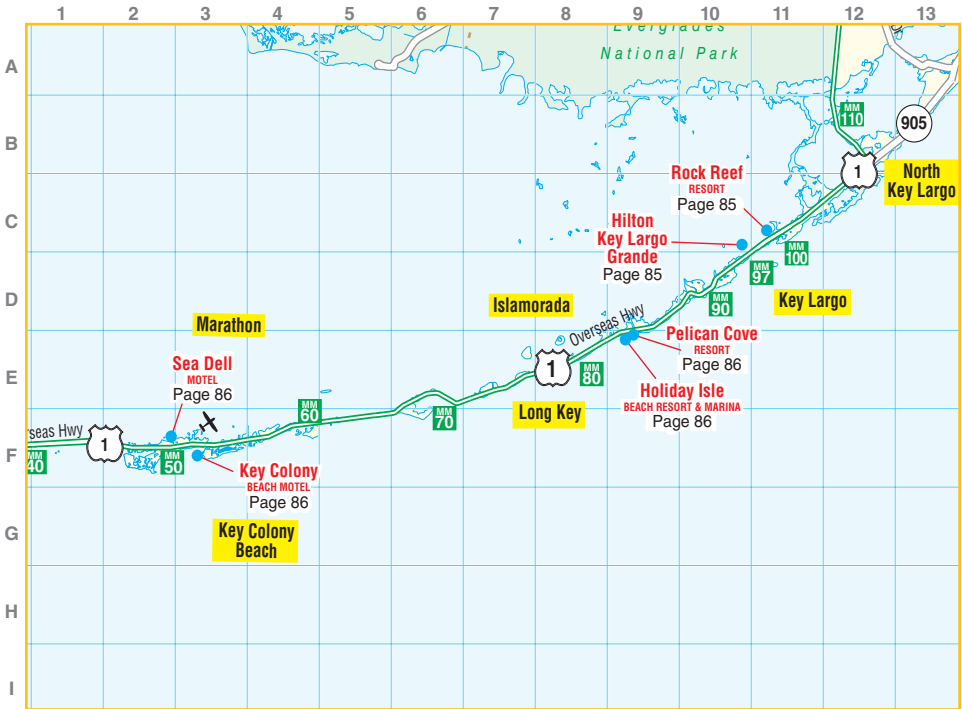 1 2 3 4 5 6 7 8 9 10 11 12 13
A
B
C
D
E
F
G
H
I
Everglades
National Park
MM
110
905
1
North
Key Largo
Rock Reef
RESORT
Page 85
Hilton
Key Largo
Grande
Page 85
MM
100
MM
97
MM
90
Key Largo
Islamorada
Overseas Hwy
Marathon
Pelican Cove
RESORT
Page 86
Sea Dell
MOTEL
Page 86
1
MM
80
Holiday Isle
BEACH RESORT & MARINA
Page 86
Long Key
MM
60
MM
70
rseas Hwy
1
MM
40
MM
50
Key Colony
BEACH MOTEL
Page 86
Key Colony
Beach